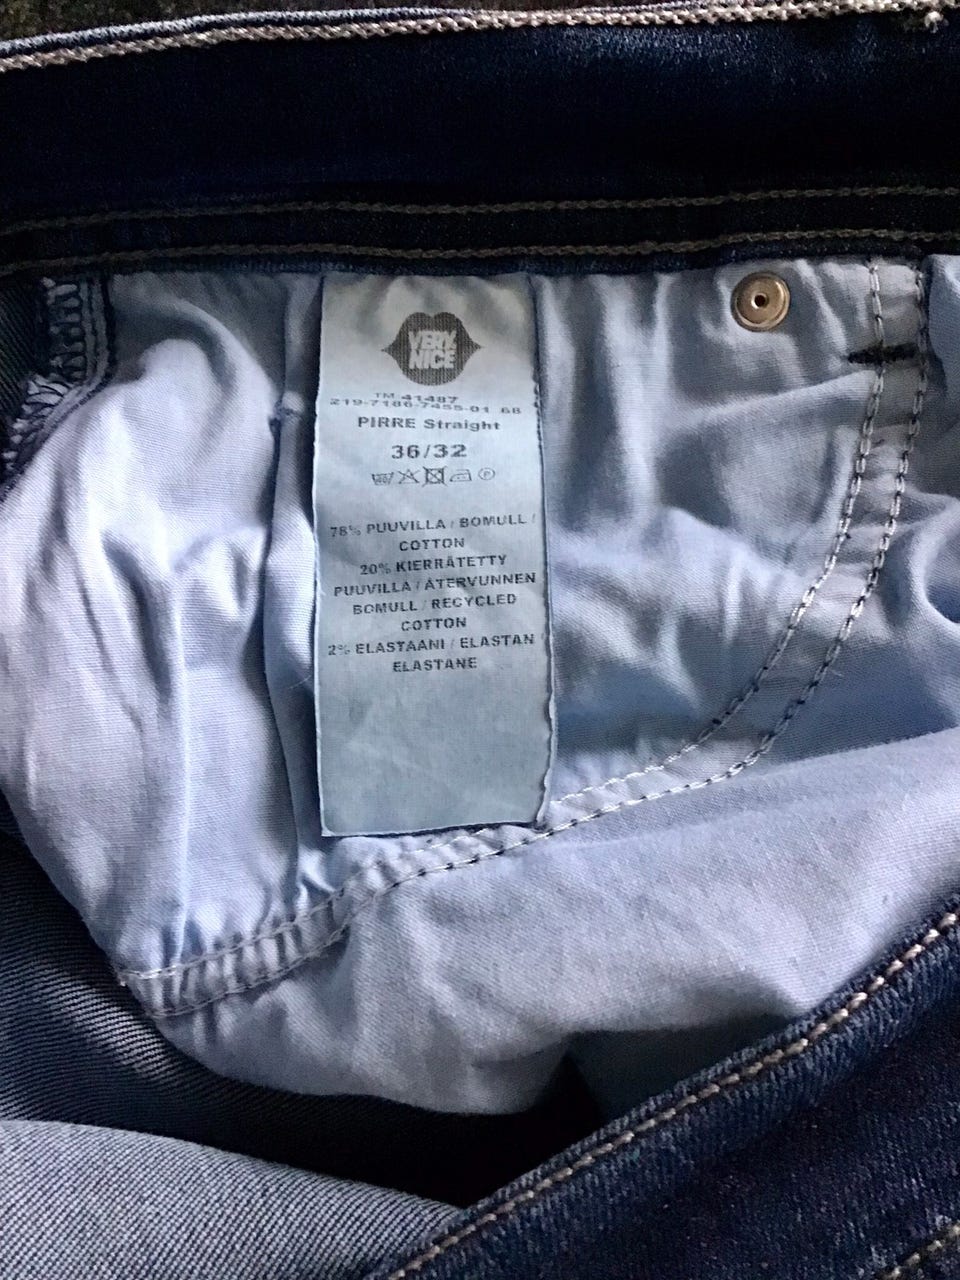 VERY
NICE
TM 41487
219-7186-7455-01 68
PIRRE Straight
36/32
78% PUUVILLA / BOMULL /
COTTON
20% KIERRÄTETTY
PUUVILLA / ÅTERVUNNEN
BOMULL / RECYCLED
COTTON
2% ELASTAANI / ELASTAN
ELASTANE